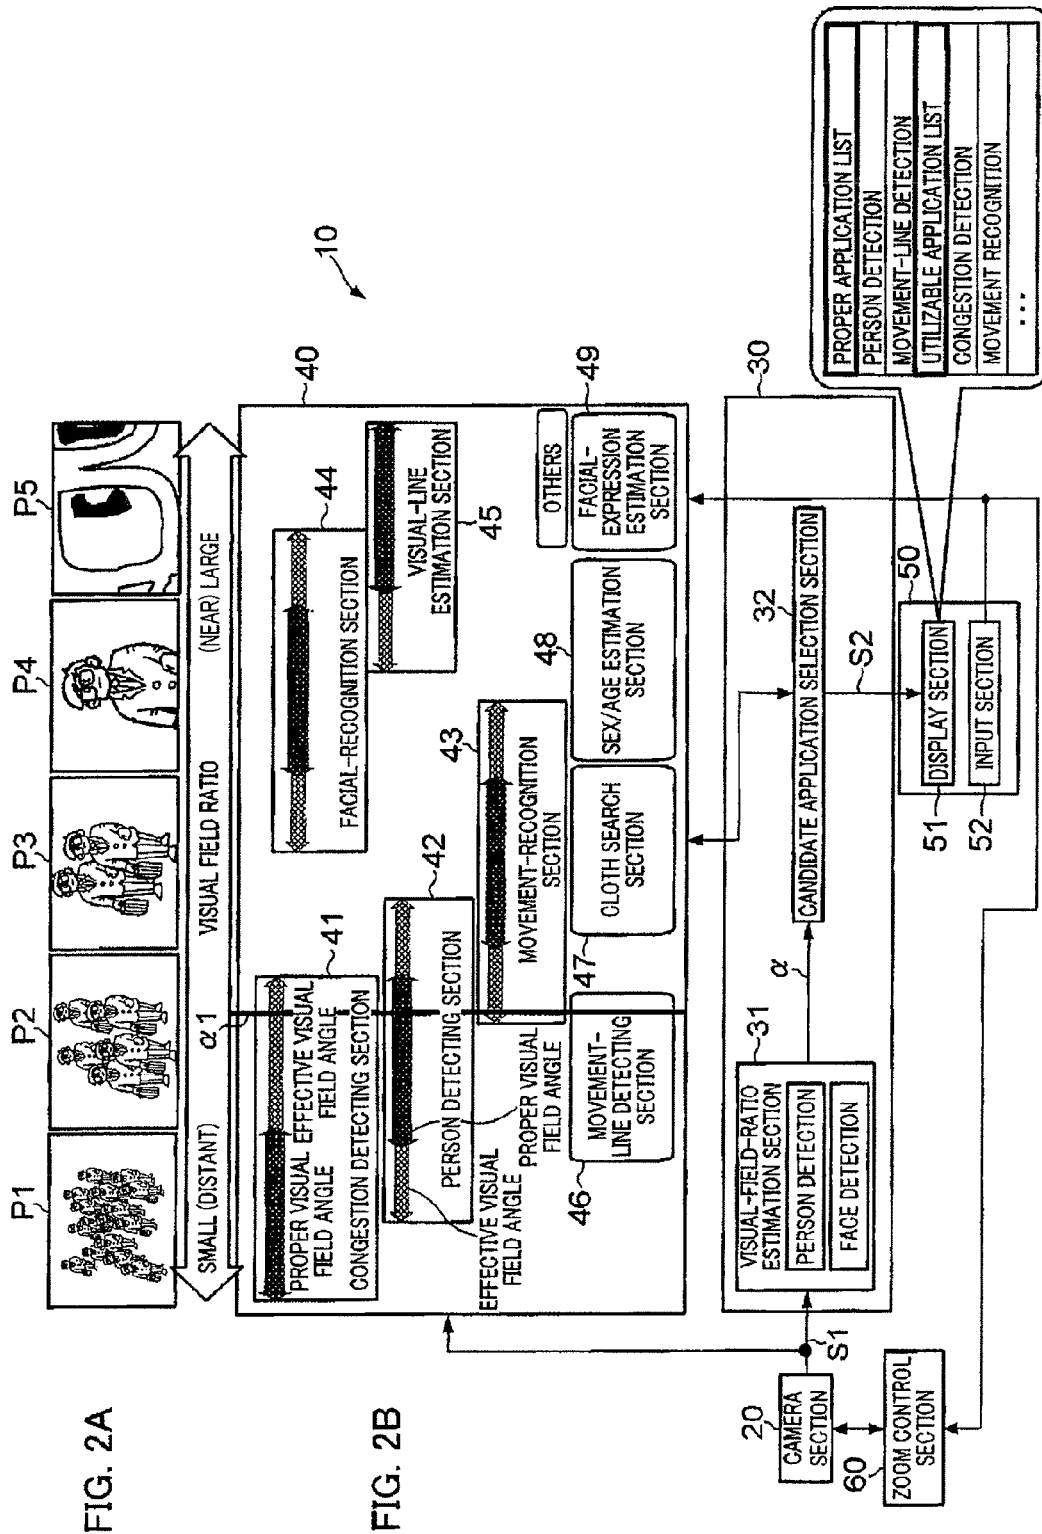 FIG. 2A
P1
P2
P3
P4
P5
SMALL (DISTANT)
α1
VISUAL FIELD RATIO
(NEAR) LARGE
FIG. 2B
10
40
PROPER VISUAL
FIELD ANGLE
EFFECTIVE VISUAL
FIELD ANGLE
CONGESTION DETECTING SECTION
41
FACIAL-RECOGNITION SECTION
44
PERSON DETECTING SECTION
42
VISUAL-LINE
ESTIMATION SECTION
45
EFFECTIVE VISUAL
FIELD ANGLE
PROPER VISUAL
FIELD ANGLE
MOVEMENT-RECOGNITION
SECTION
43
46
MOVEMENT-
LINE DETECTING
SECTION
47
CLOTH SEARCH
SECTION
48
SEX/AGE ESTIMATION
SECTION
OTHERS
49
FACIAL-
EXPRESSION
ESTIMATION
SECTION
30
31
VISUAL-FIELD-RATIO
ESTIMATION SECTION
PERSON DETECTION
FACE DETECTION
α
32
CANDIDATE APPLICATION SELECTION SECTION
S1
S2
20
CAMERA
SECTION
60
ZOOM CONTROL
SECTION
50
51
DISPLAY SECTION
52
INPUT SECTION
PROPER APPLICATION LIST
PERSON DETECTION
MOVEMENT-LINE DETECTION
UTILIZABLE APPLICATION LIST
CONGESTION DETECTION
MOVEMENT RECOGNITION
...